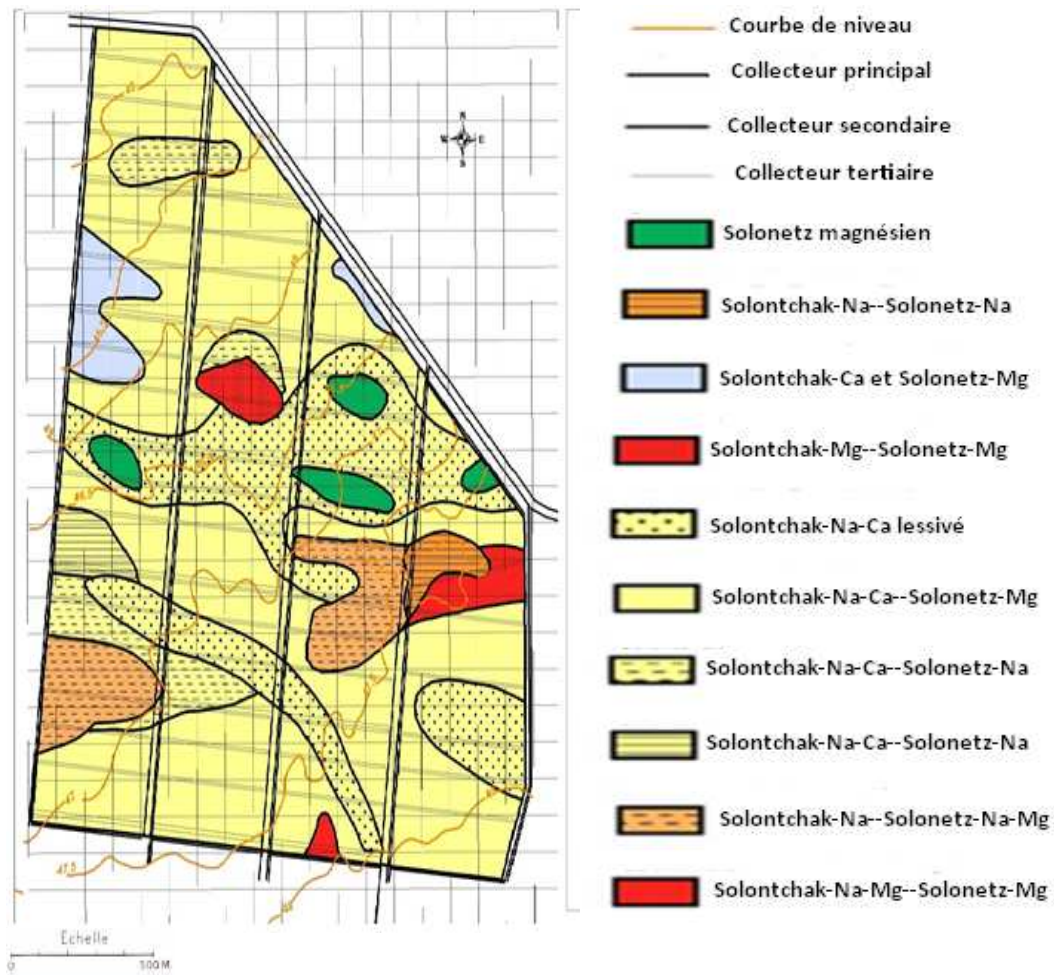 Courbe de niveau
Collecteur principal
Collecteur secondaire
Collecteur tertiaire
Solonetz magnésien
Solontchak-Na--Solonetz-Na
Solontchak-Ca et Solonetz-Mg
Solontchak-Mg--Solonetz-Mg
Solontchak-Na-Ca lessivé
Solontchak-Na-Ca--Solonetz-Mg
Solontchak-Na-Ca--Solonetz-Na
Solontchak-Na-Ca--Solonetz-Na
Solontchak-Na--Solonetz-Na-Mg
Solontchak-Na-Mg--Solonetz-Mg
N
W E
S
47
47,5
Echelle
0 500 M